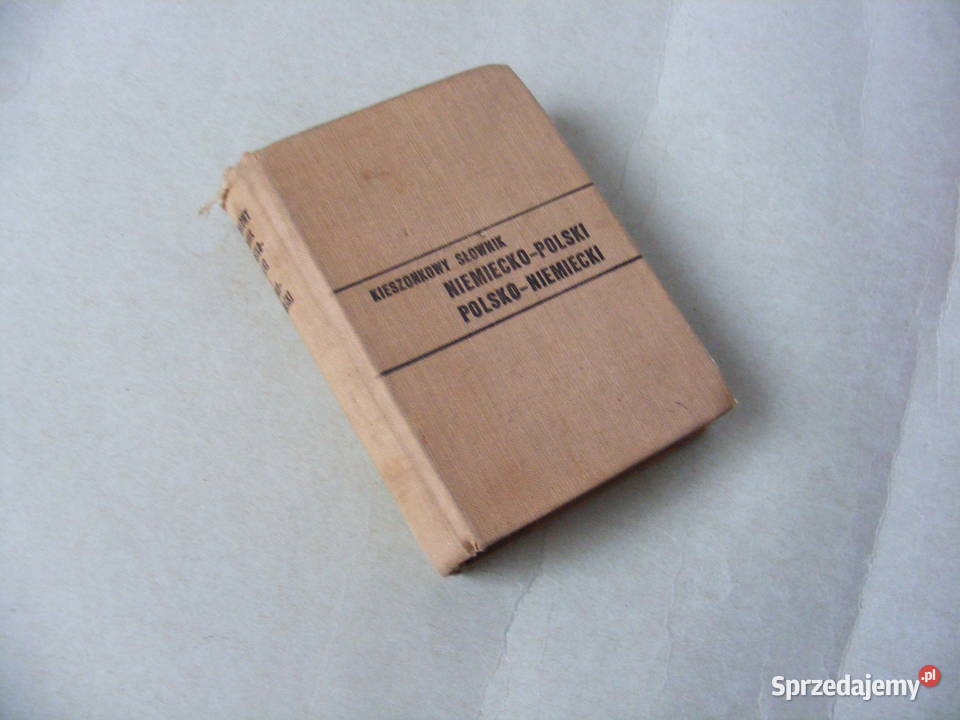 KIESZONKOWY SŁOWNIK
NIEMIECKO-POLSKI
POLSKO-NIEMIECKI
Sprzedajemy.pl